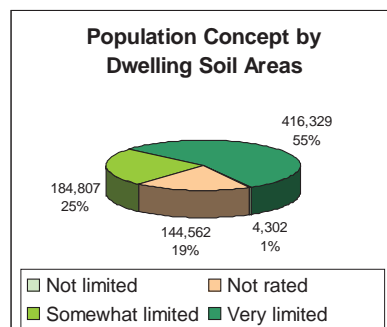 Population Concept by
Dwelling Soil Areas
416,329
55%
184,807
25%
144,562
19%
4,302
1%
Not limited
Not rated
Somewhat limited
Very limited